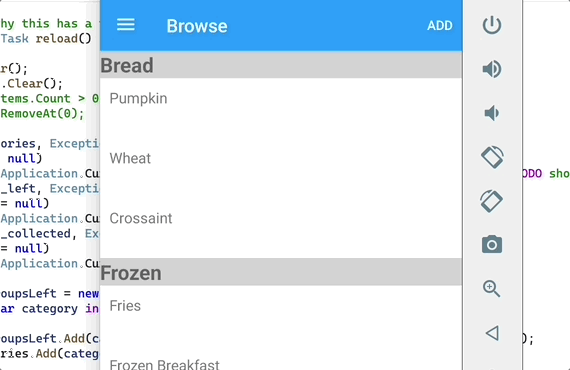 hy this has a
Task reload()
Browse
ADD
r();
.Clear();
tems.Count > 0
RemoveAt(0);
Bread
Pumpkin
ories, Excepti
null)
Application.Cu
ODO sho
_left, Excepti
= null)
Application.Cu
_collected, Ex
= null)
Application.Cu
Wheat
Crossaint
Frozen
Fries
Frozen Breakfast
oupsLeft = new
ar category in
oupsLeft.Add(ca
);
ries.Add(categ